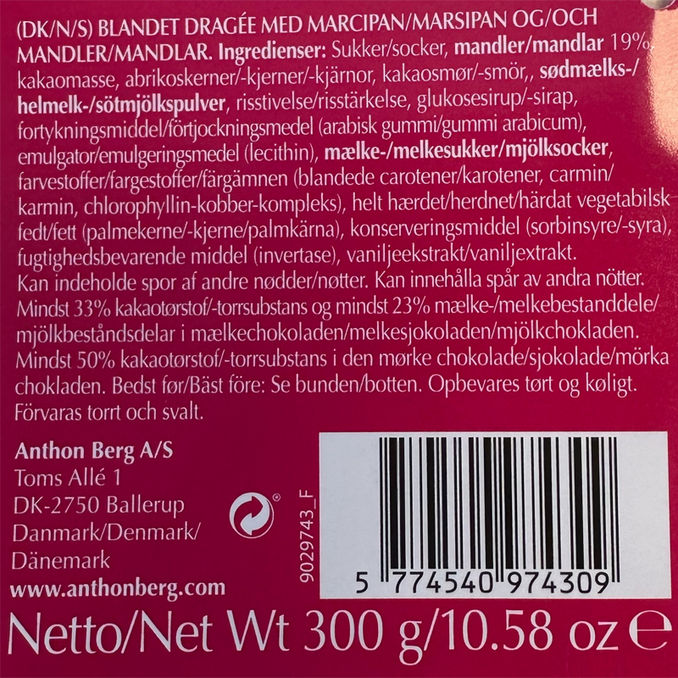 (DK/N/S) BLANDET DRAGÉE MED MARCIPAN/MARSIPAN OG/OCH
MANDLER/MANDLAR. Ingredienser: Sukker/socker, mandler/mandlar 19%,
kakaomasse, abrikoskerner/-kjerner/-kjärnor, kakaosmør/-smör,, sødmælks-/
helmelk-/sötmjölkspulver, risstivelse/risstärkelse, glukosesirup/-sirap,
fortykningsmiddel/förtjockningsmedel (arabisk gummi/gummi arabicum),
emulgator/emulgeringsmedel (lecithin), mælke-/melkesukker/mjölksocker,
farvestoffer/fargestoffer/färgämnen (blandede carotener/karotener, carmin/
karmin, chlorophyllin-kobber-kompleks), helt hærdet/herdnet/härdat vegetabilsk
fedt/fett (palmekerne/-kjerne/palmkärna), konserveringsmiddel (sorbinsyre/-syra),
fugtighedsbevarende middel (invertase), vaniljeekstrakt/vaniljextrakt.
Kan indeholde spor af andre nødder/nøtter. Kan innehålla spår av andra nötter.
Mindst 33% kakaotørstof/-torrsubstans og mindst 23% mælke-/melkebestanddele/
mjölkbeståndsdelar i mælkechokoladen/melkesjokoladen/mjölkchokladen.
Mindst 50% kakaotørstof/-torrsubstans i den mørke chokolade/sjokolade/mörka
chokladen. Bedst før/Bäst före: Se bunden/botten. Opbevares tørt og køligt.
Förvaras torrt och svalt.
Anthon Berg A/S
Toms Allé 1
DK-2750 Ballerup
Danmark/Denmark/
Dänemark
www.anthonberg.com
9029743_F
5 774540 974309
Netto/Net Wt 300 g/10.58 oz e